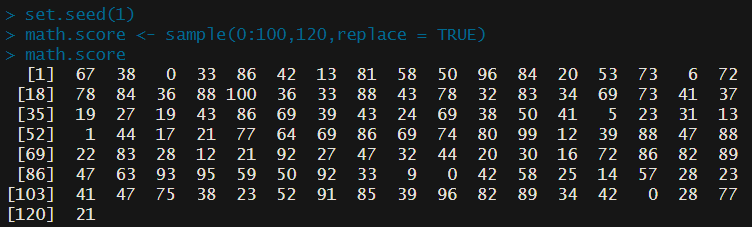 > set.seed(1)
> math.score <- sample(0:100,120,replace = TRUE)
> math.score
[1] 67 38 0 33 86 42 13 81 58 50 96 84 20 53 73 6 72
[18] 78 84 36 88 100 36 33 88 43 78 32 83 34 69 73 41 37
[35] 19 27 19 43 86 69 39 43 24 69 38 50 41 5 23 31 13
[52] 1 44 17 21 77 64 69 86 69 74 80 99 12 39 88 47 88
[69] 22 83 28 12 21 92 27 47 32 44 20 30 16 72 86 82 89
[86] 47 63 93 95 59 50 92 33 9 0 42 58 25 14 57 28 23
[103] 41 47 75 38 23 52 91 85 39 96 82 89 34 42 0 28 77
[120] 21